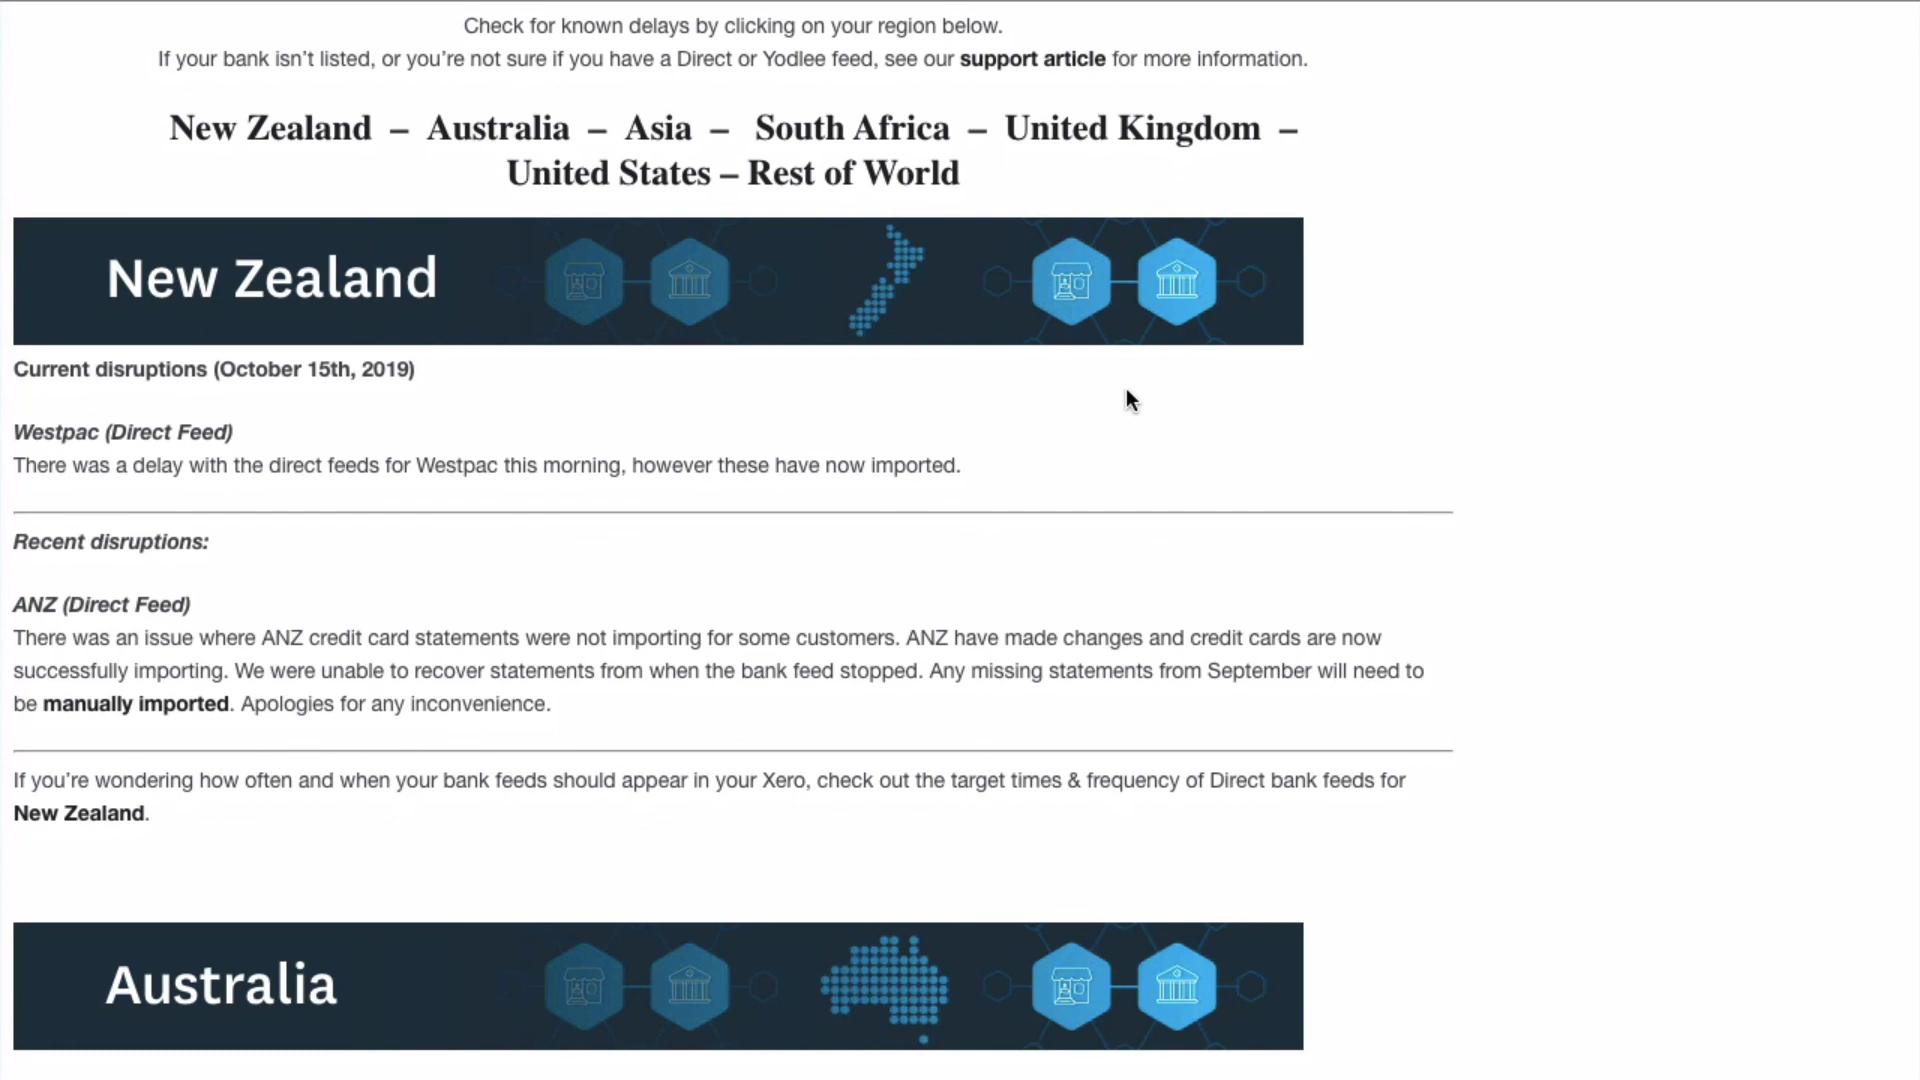 Check for known delays by clicking on your region below.
If your bank isn’t listed, or you’re not sure if you have a Direct or Yodlee feed, see our support article for more information.
New Zealand – Australia – Asia – South Africa – United Kingdom –
United States – Rest of World
New Zealand
Current disruptions (October 15th, 2019)
Westpac (Direct Feed)
There was a delay with the direct feeds for Westpac this morning, however these have now imported.
Recent disruptions:
ANZ (Direct Feed)
There was an issue where ANZ credit card statements were not importing for some customers. ANZ have made changes and credit cards are now
successfully importing. We were unable to recover statements from when the bank feed stopped. Any missing statements from September will need to
be manually imported. Apologies for any inconvenience.
If you’re wondering how often and when your bank feeds should appear in your Xero, check out the target times & frequency of Direct bank feeds for
New Zealand.
Australia